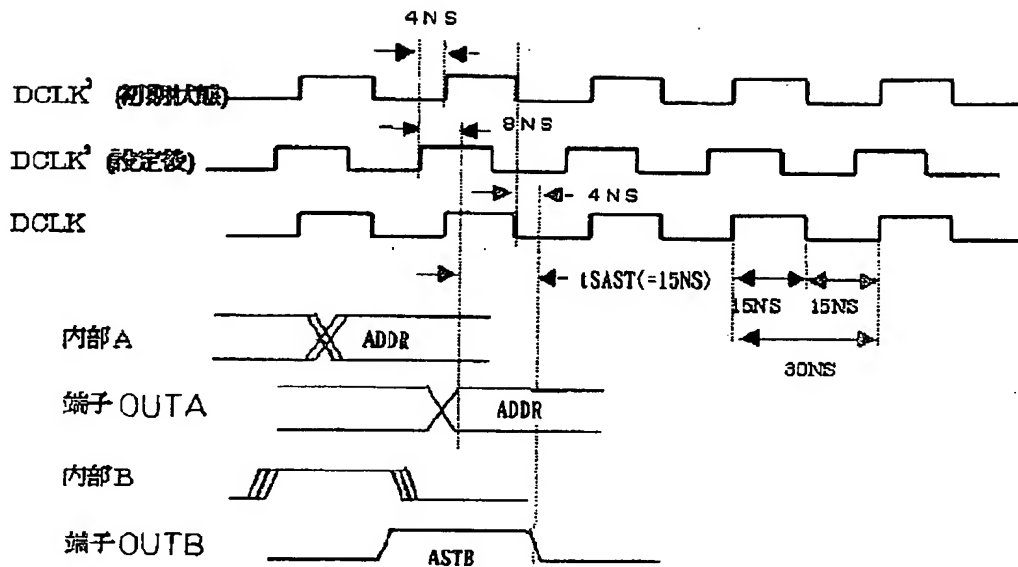 4NS
DCLK' (初期状態)
8NS
DCLK' (設定後)
4NS
DCLK
tSAST(=15NS)
15NS 15NS
内部A ADDR
30NS
端子OUTA ADDR
内部B
端子OUTB ASTB